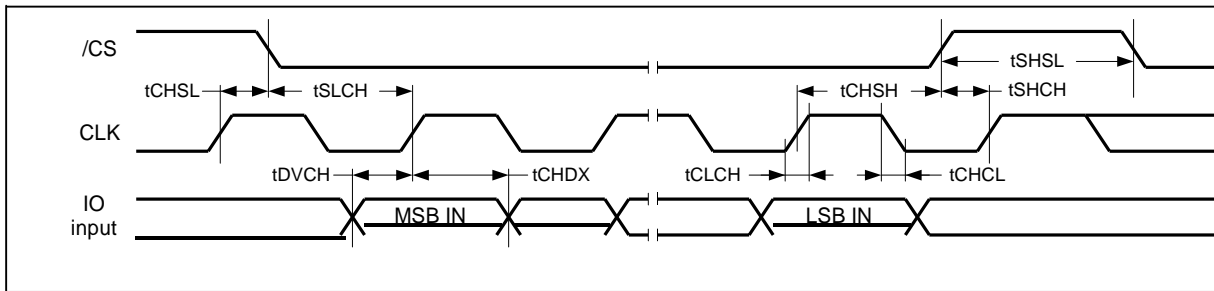 /CS
tSHSL
tCHSL
tSLCH
tCHSH
tSHCH
CLK
tDVCH
tCHDX
tCLCH
tCHCL
IO
input
MSB IN
LSB IN